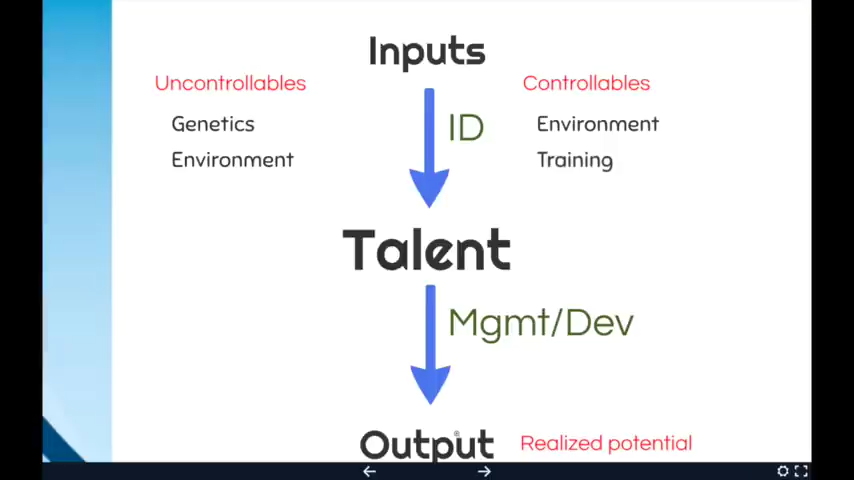 Inputs
Uncontrollables
Controllables
Genetics
ID
Environment
Environment
Training
Talent
Mgmt/Dev
Output
Realized potential